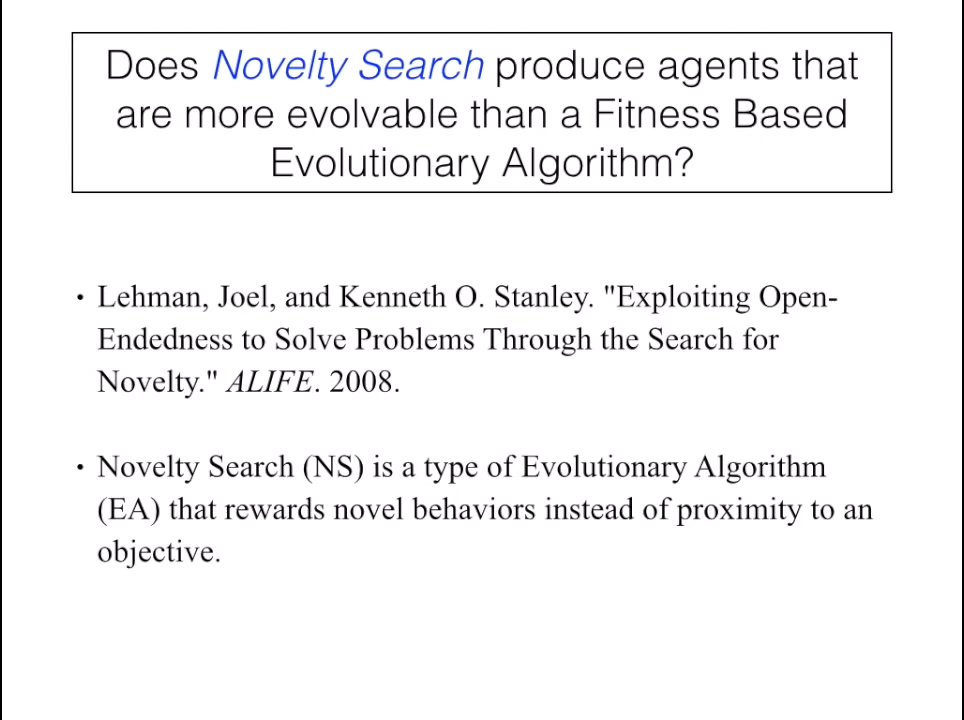 Does Novelty Search produce agents that
are more evolvable than a Fitness Based
Evolutionary Algorithm?
• Lehman, Joel, and Kenneth O. Stanley. "Exploiting Open-
Endedness to Solve Problems Through the Search for
Novelty." ALIFE. 2008.
• Novelty Search (NS) is a type of Evolutionary Algorithm
(EA) that rewards novel behaviors instead of proximity to an
objective.